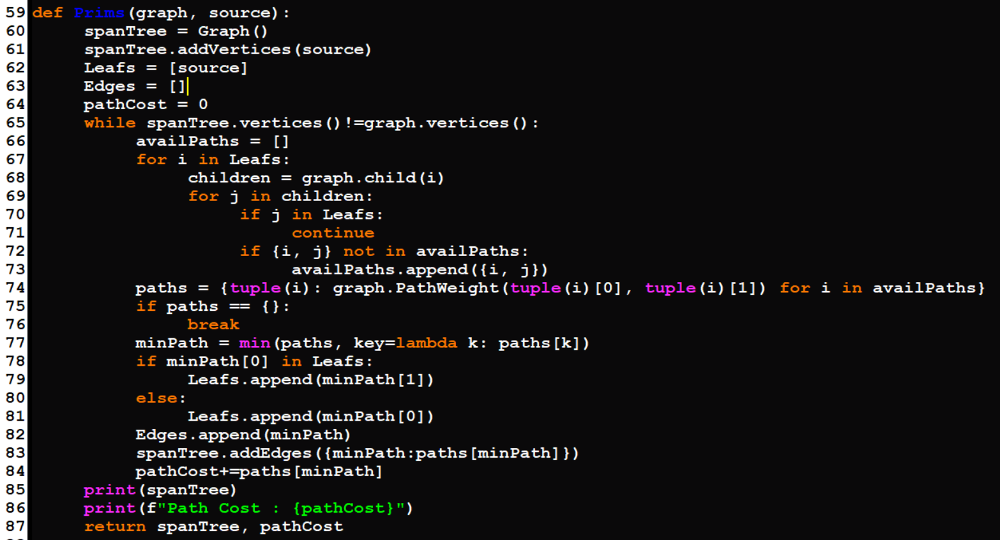 59 def Prims(graph, source):
60     spanTree = Graph()
61     spanTree.addVertices(source)
62     Leafs = [source]
63     Edges = []
64     pathCost = 0
65     while spanTree.vertices()!=graph.vertices():
66          availPaths = []
67          for i in Leafs:
68               children = graph.child(i)
69               for j in children:
70                    if j in Leafs:
71                         continue
72                    if {i, j} not in availPaths:
73                         availPaths.append({i, j})
74          paths = {tuple(i): graph.PathWeight(tuple(i)[0], tuple(i)[1]) for i in availPaths}
75          if paths == {}:
76               break
77          minPath = min(paths, key=lambda k: paths[k])
78          if minPath[0] in Leafs:
79               Leafs.append(minPath[1])
80          else:
81               Leafs.append(minPath[0])
82          Edges.append(minPath)
83          spanTree.addEdges({minPath:paths[minPath]})
84          pathCost+=paths[minPath]
85     print(spanTree)
86     print(f"Path Cost : {pathCost}")
87     return spanTree, pathCost